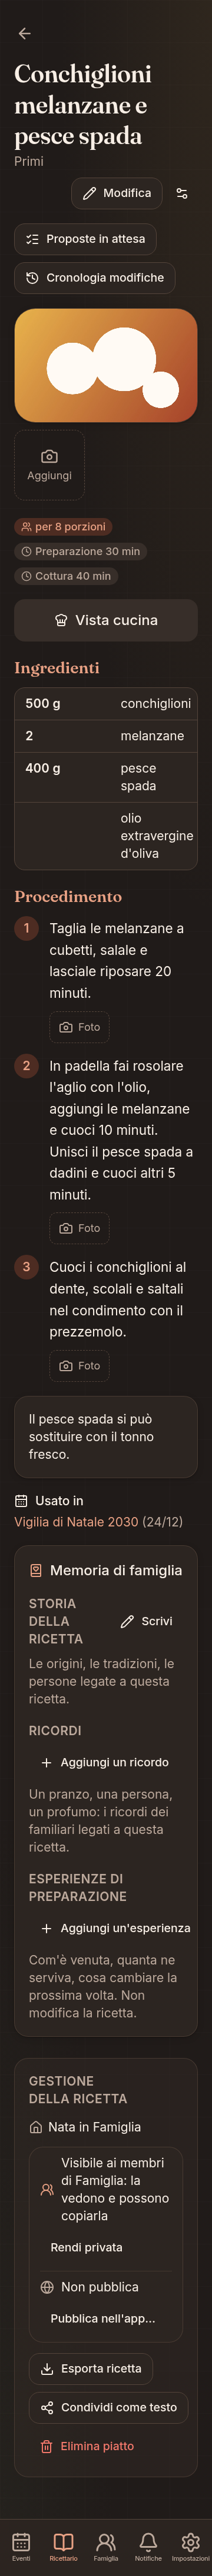 Conchiglioni
melanzane e
pesce spada
Primi
Modifica
Proposte in attesa
Cronologia modifiche
Aggiungi
per 8 porzioni
Preparazione 30 min
Cottura 40 min
Vista cucina
Ingredienti
500 g conchiglioni
2 melanzane
400 g pesce
spada
olio
extravergine
d'oliva
Procedimento
1 Taglia le melanzane a
cubetti, salale e
lasciale riposare 20
minuti.
Foto
2 In padella fai rosolare
l'aglio con l'olio,
aggiungi le melanzane
e cuoci 10 minuti.
Unisci il pesce spada a
dadini e cuoci altri 5
minuti.
Foto
3 Cuoci i conchiglioni al
dente, scolali e saltali
nel condimento con il
prezzemolo.
Foto
Il pesce spada si può
sostituire con il tonno
fresco.
Usato in
Vigilia di Natale 2030 (24/12)
Memoria di famiglia
STORIA
DELLA
RICETTA
Scrivi
Le origini, le tradizioni, le
persone legate a questa
ricetta.
RICORDI
Aggiungi un ricordo
Un pranzo, una persona,
un profumo: i ricordi dei
familiari legati a questa
ricetta.
ESPERIENZE DI
PREPARAZIONE
Aggiungi un'esperienza
Com'è venuta, quanta ne
serviva, cosa cambiare la
prossima volta. Non
modifica la ricetta.
GESTIONE
DELLA RICETTA
Nata in Famiglia
Visibile ai membri
di Famiglia: la
vedono e possono
copiarla
Rendi privata
Non pubblica
Pubblica nell'app...
Esporta ricetta
Condividi come testo
Elimina piatto
Eventi Ricettario Famiglia Notifiche Impostazioni